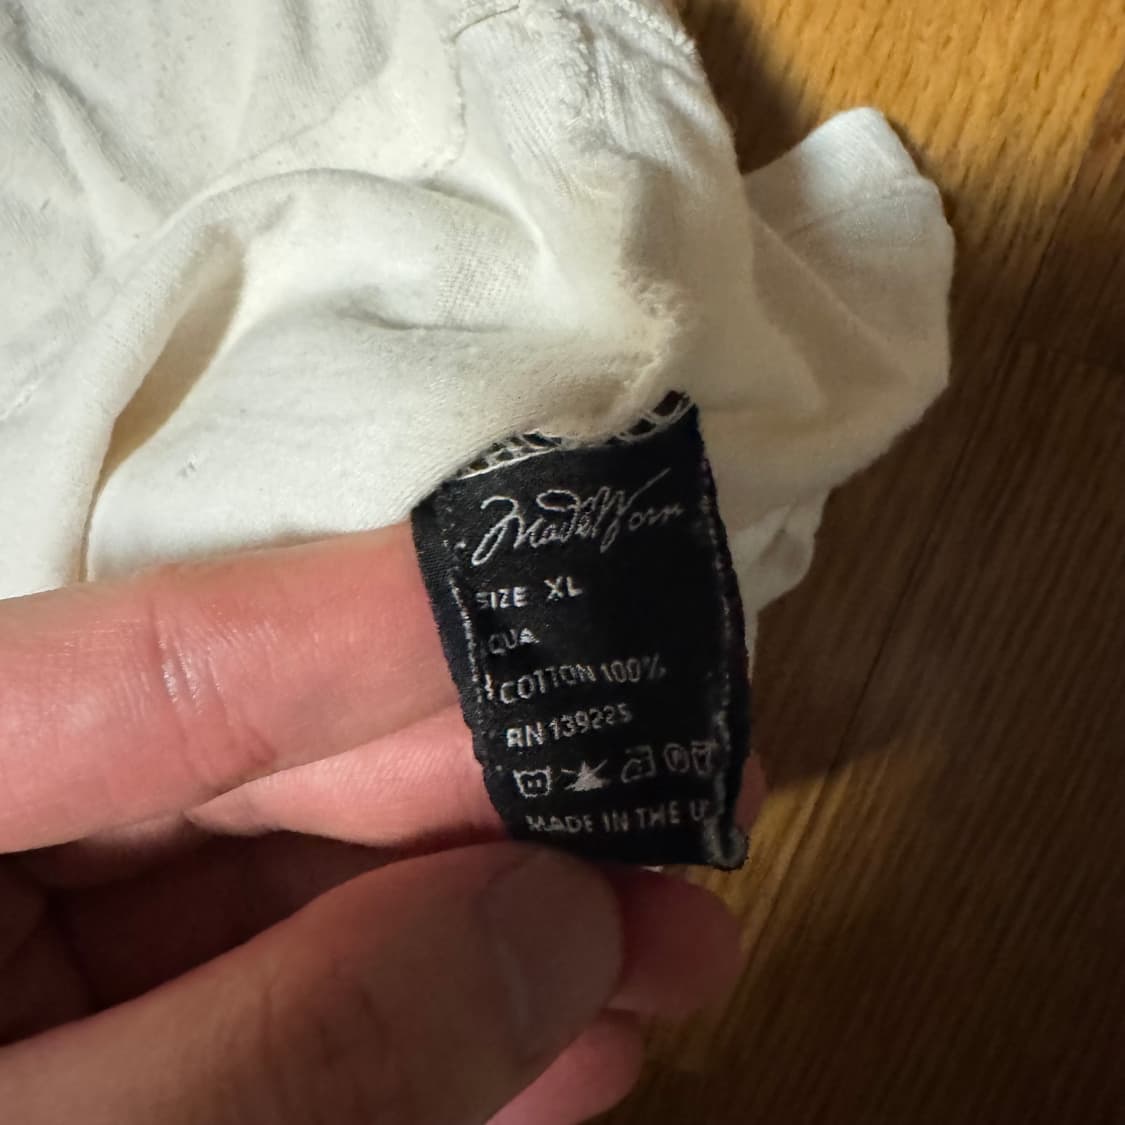 MadeWorn
SIZE XL
QUA
COTTON 100%
RN 139225
MADE IN THE U